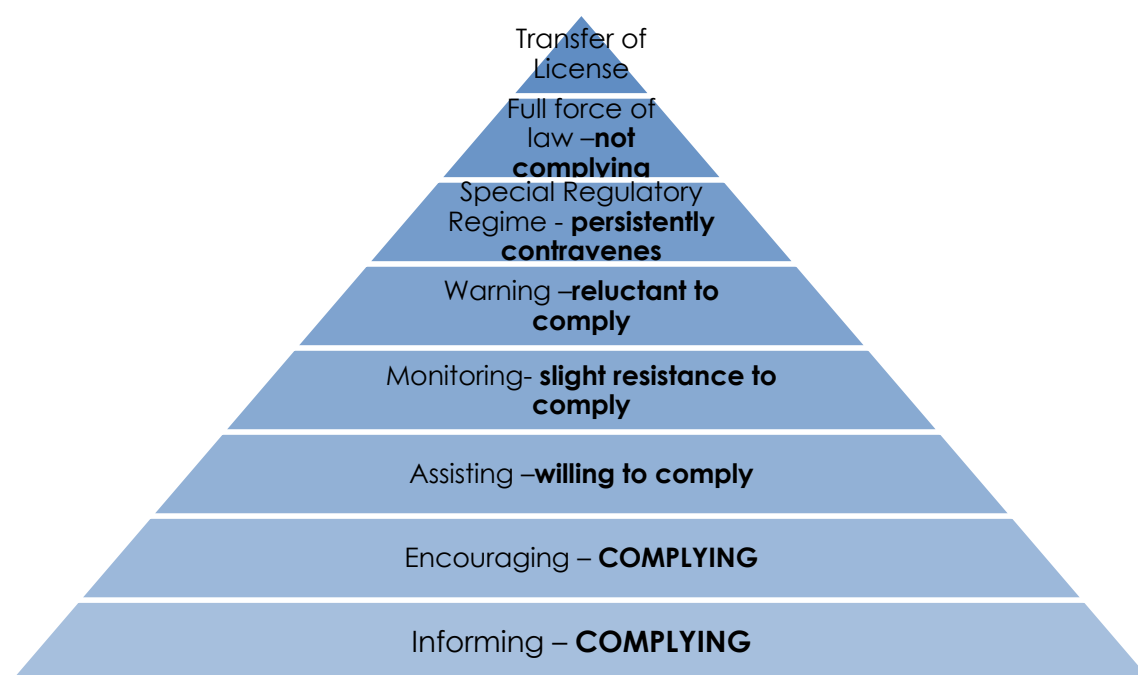 Transfer of
License
Full force of
law –not
complying
Special Regulatory
Regime - persistently
contravenes
Warning –reluctant to
comply
Monitoring- slight resistance to
comply
Assisting –willing to comply
Encouraging – COMPLYING
Informing – COMPLYING